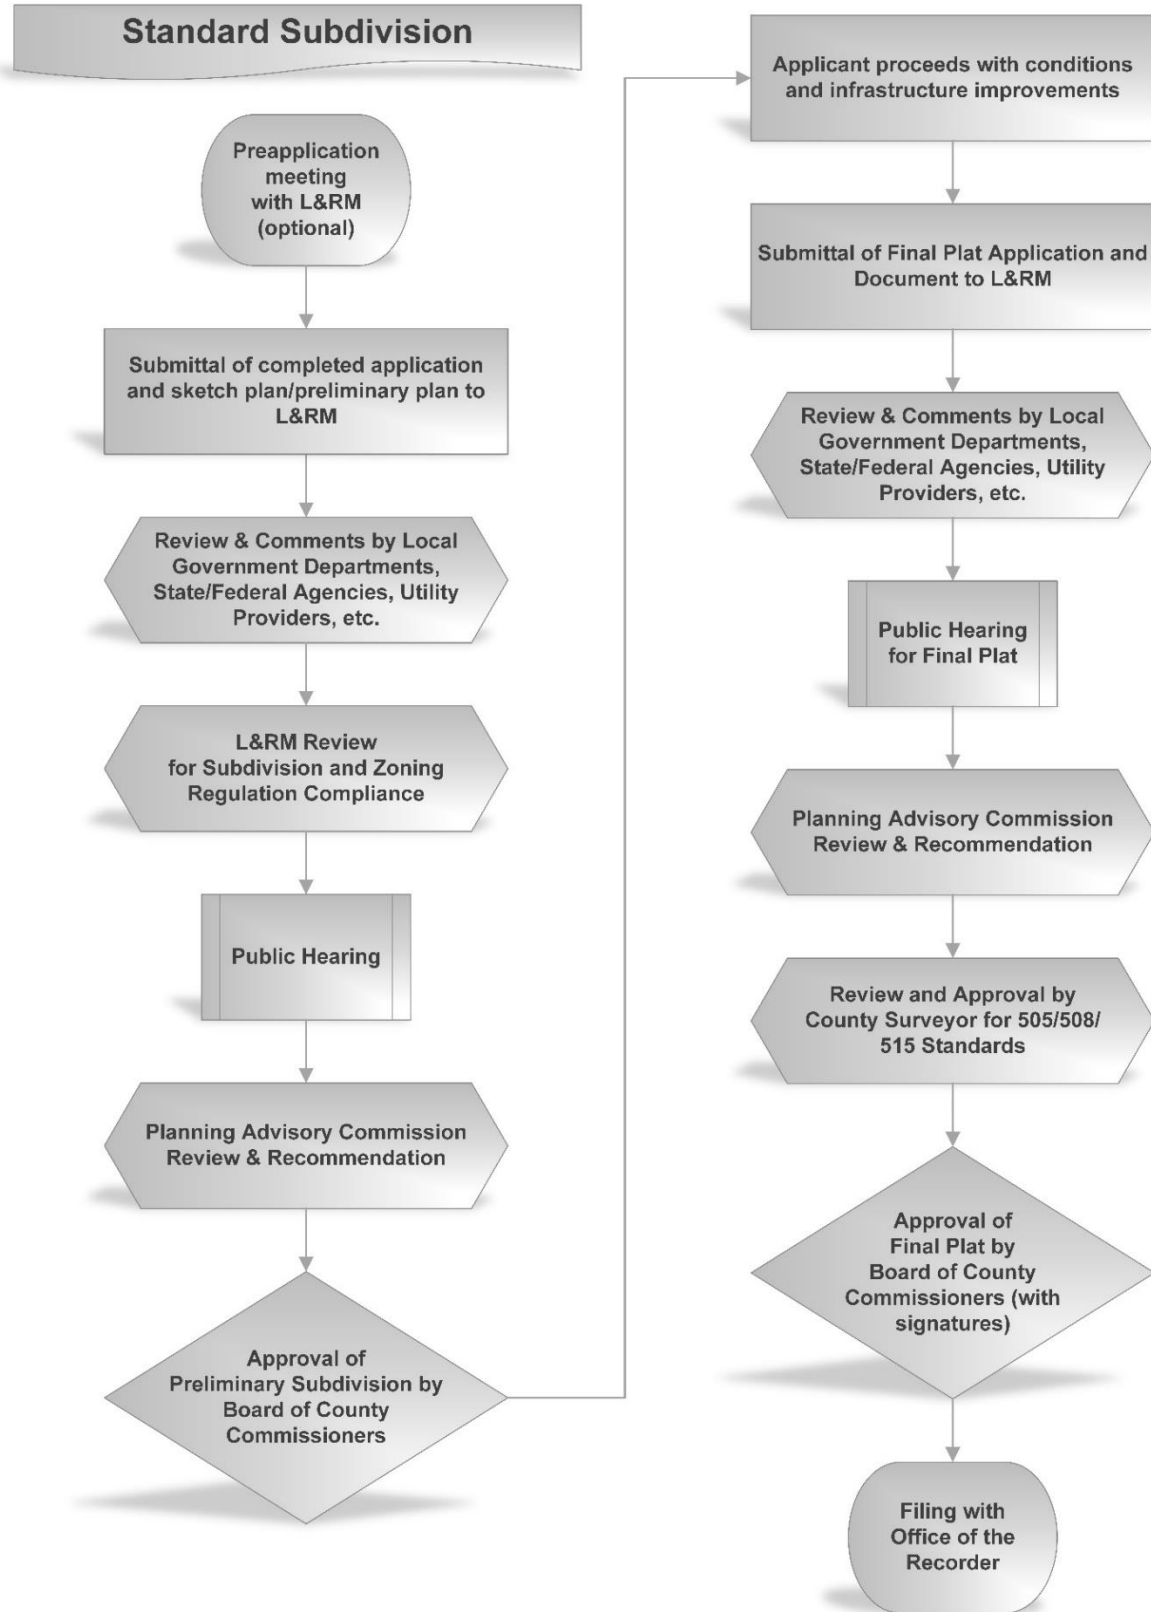 Standard Subdivision
Preapplication
meeting
with L&RM
(optional)
Submittal of completed application
and sketch plan/preliminary plan to
L&RM
Review & Comments by Local
Government Departments,
State/Federal Agencies, Utility
Providers, etc.
L&RM Review
for Subdivision and Zoning
Regulation Compliance
Public Hearing
Planning Advisory Commission
Review & Recommendation
Approval of
Preliminary Subdivision by
Board of County
Commissioners
Applicant proceeds with conditions
and infrastructure improvements
Submittal of Final Plat Application and
Document to L&RM
Review & Comments by Local
Government Departments,
State/Federal Agencies, Utility
Providers, etc.
Public Hearing
for Final Plat
Planning Advisory Commission
Review & Recommendation
Review and Approval by
County Surveyor for 505/508/
515 Standards
Approval of
Final Plat by
Board of County
Commissioners (with
signatures)
Filing with
Office of the
Recorder